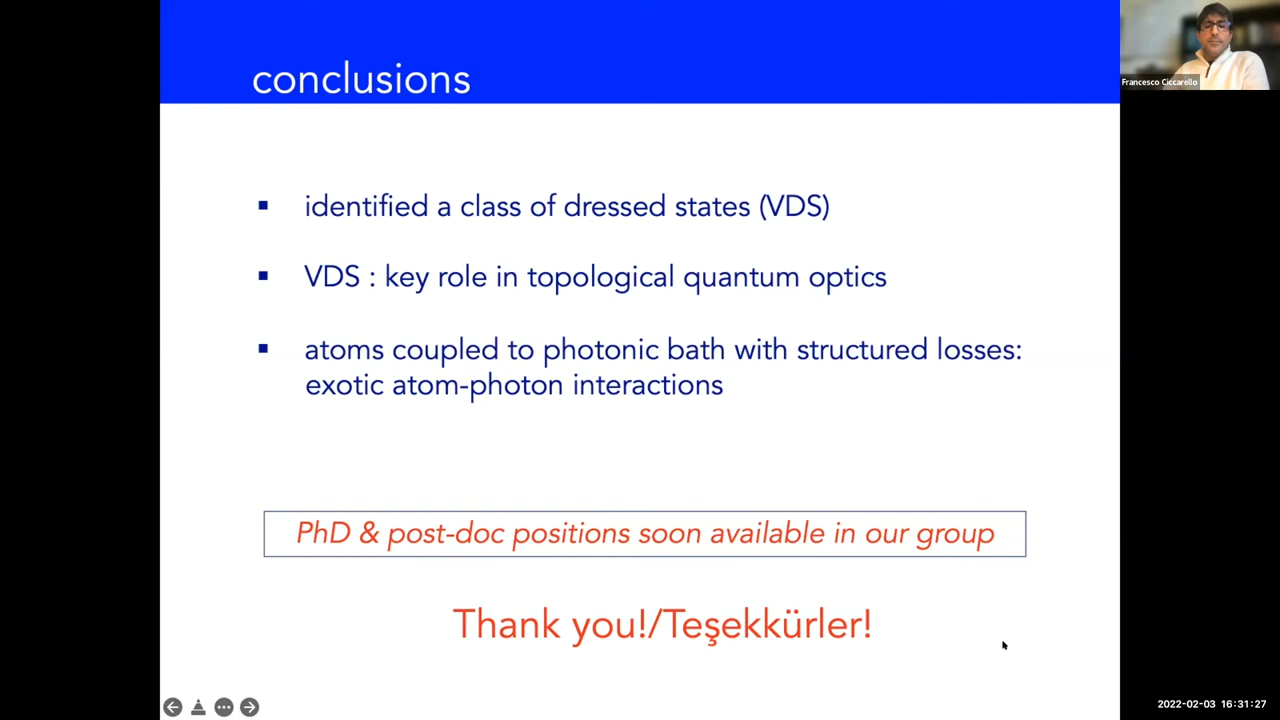 conclusions
Francesco Ciccarello
▪ identified a class of dressed states (VDS)
▪ VDS : key role in topological quantum optics
▪ atoms coupled to photonic bath with structured losses:
exotic atom-photon interactions
PhD & post-doc positions soon available in our group
Thank you!/Teşekkürler!
2022-02-03 16:31:27